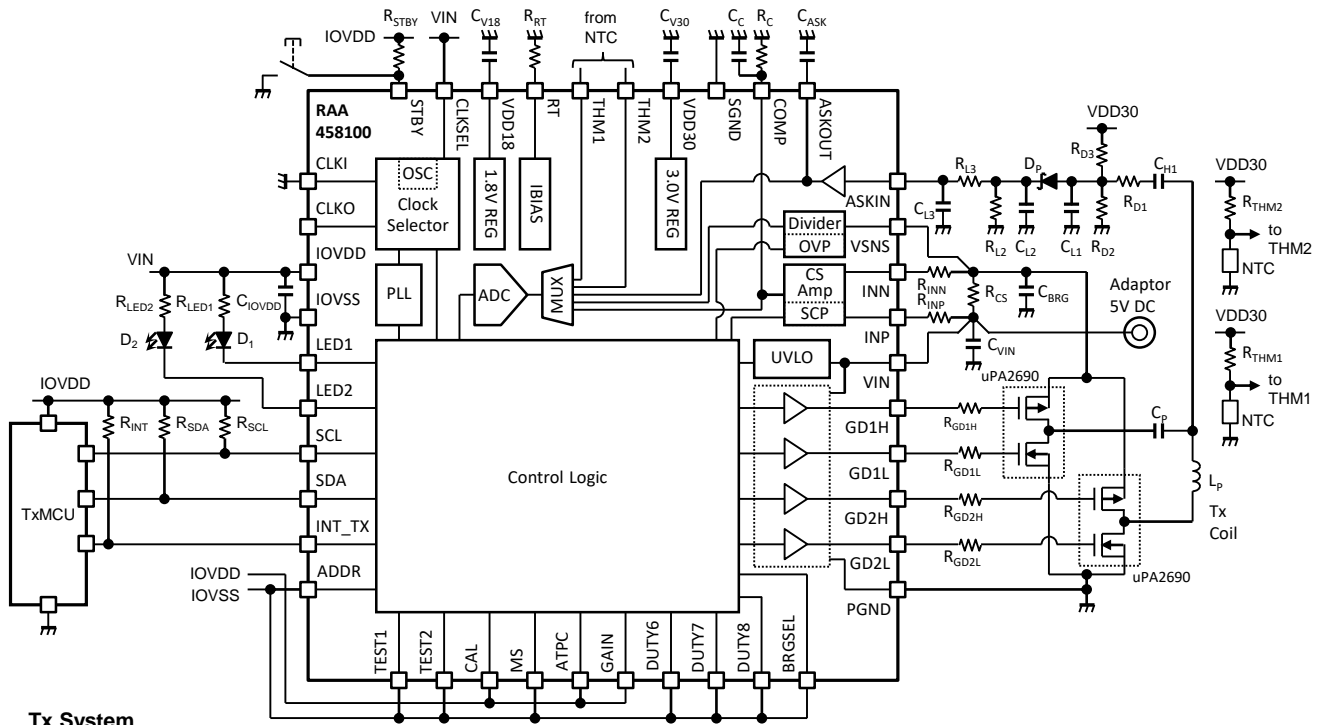 RSTBY VIN CV18 RRT from NTC CV30 CC RC CASK
IOVDD
RAA 458100
STBY CLKSEL VDD18 RT THM1 THM2 VDD30 SGND COMP ASKOUT
VDD30
CLKI
OSC
Clock Selector
1.8V REG
IBIAS
3.0V REG
RL3 DP RD3 CH1
VDD30
CLKO
ASKIN
CL3 RL2 CL2 CL1 RD2 RD1
RTHM2
to THM2
NTC
VIN
IOVDD
Divider
OVP
VSNS
RLED2 RLED1 CIOVDD
IOVSS
PLL
ADC
MUX
CS Amp
SCP
INN
RINN
RINP
RCS
CBRG
Adaptor
5V DC
D2 D1
INP
CVIN
VDD30
LED1
UVLO
VIN
uPA2690
RTHM1
to THM1
NTC
IOVDD
LED2
RINT RSDA RSCL
GD1H
RGD1H
CP
SCL
GD1L
RGD1L
Control Logic
SDA
GD2H
RGD2H
LP
Tx Coil
TxMCU
INT_TX
GD2L
RGD2L
uPA2690
IOVDD
ADDR
IOVSS
PGND
TEST1 TEST2 CAL MS ATPC GAIN DUTY6 DUTY7 DUTY8 BRGSEL
Tx System